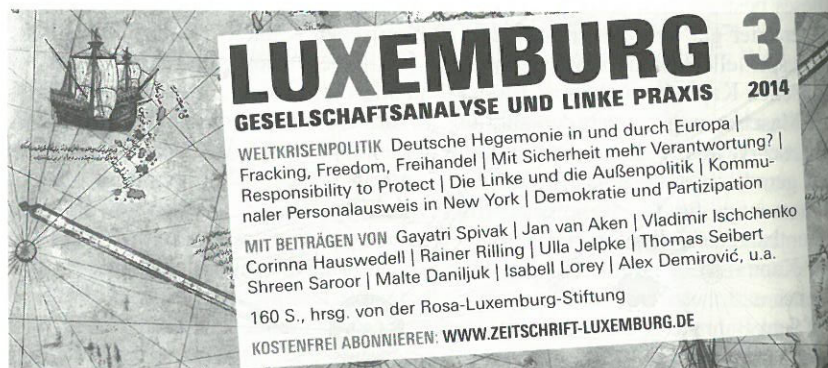 LUXEMBURG 3
GESELLSCHAFTSANALYSE UND LINKE PRAXIS 2014
WELTKRISENPOLITIK Deutsche Hegemonie in und durch Europa |
Fracking, Freedom, Freihandel | Mit Sicherheit mehr Verantwortung? |
Responsibility to Protect | Die Linke und die Außenpolitik | Kommu-
naler Personalausweis in New York | Demokratie und Partizipation
MIT BEITRÄGEN VON Gayatri Spivak | Jan van Aken | Vladimir Ischchenko
Corinna Hauswedell | Rainer Rilling | Ulla Jelpke | Thomas Seibert
Shreen Saroor | Malte Daniljuk | Isabell Lorey | Alex Demirović, u.a.
160 S., hrsg. von der Rosa-Luxemburg-Stiftung
KOSTENFREI ABONNIEREN: WWW.ZEITSCHRIFT-LUXEMBURG.DE